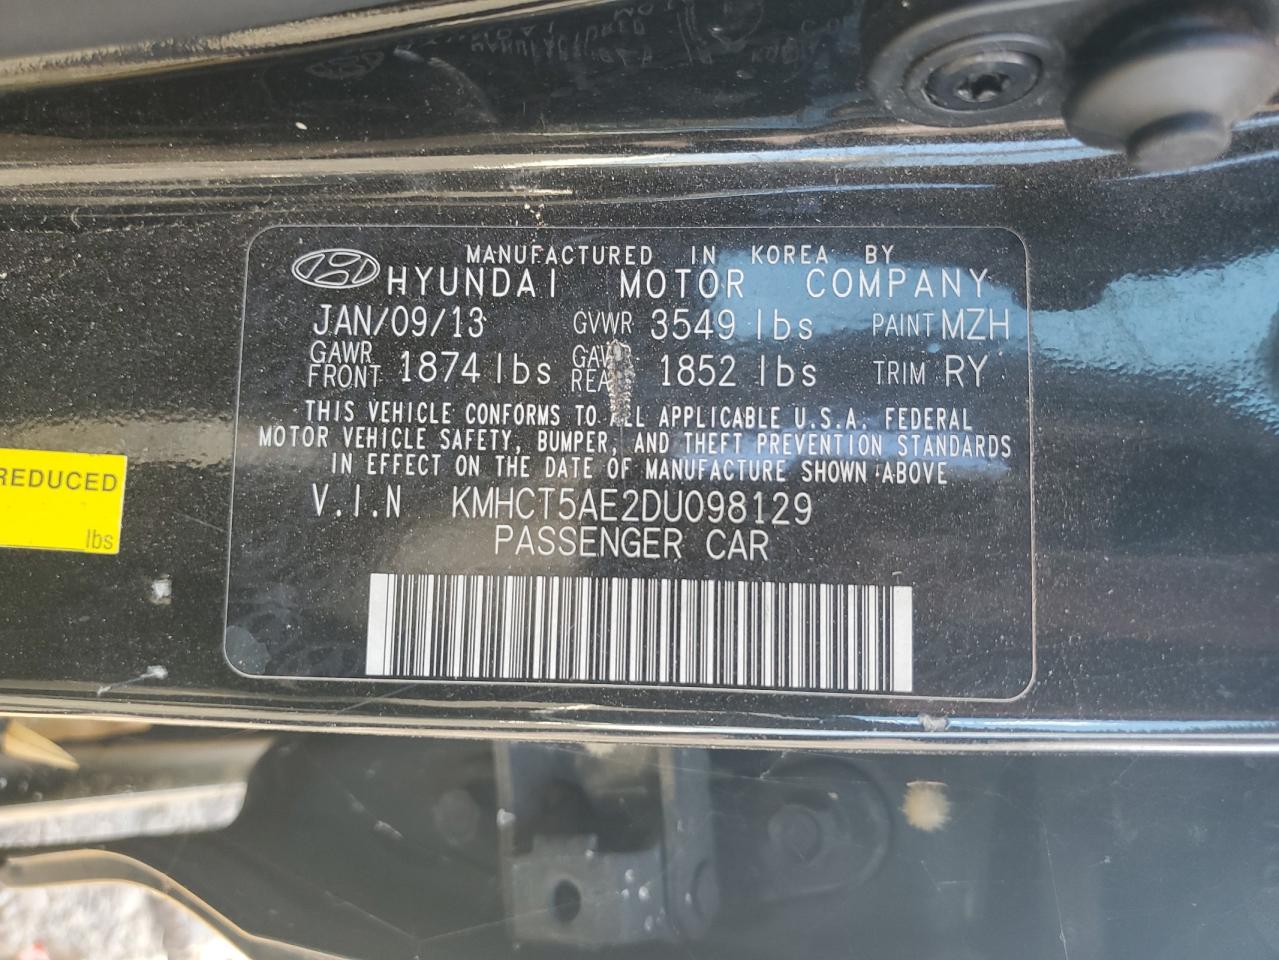 MANUFACTURED IN KOREA BY
HYUNDAI MOTOR COMPANY
JAN/09/13 GVWR 3549 lbs PAINT MZH
GAWR FRONT 1874 lbs GAWR REAR 1852 lbs TRIM RY
THIS VEHICLE CONFORMS TO ALL APPLICABLE U.S.A. FEDERAL
MOTOR VEHICLE SAFETY, BUMPER, AND THEFT PREVENTION STANDARDS
IN EFFECT ON THE DATE OF MANUFACTURE SHOWN ABOVE
V.I.N KMHCT5AE2DU098129
PASSENGER CAR
REDUCED
lbs